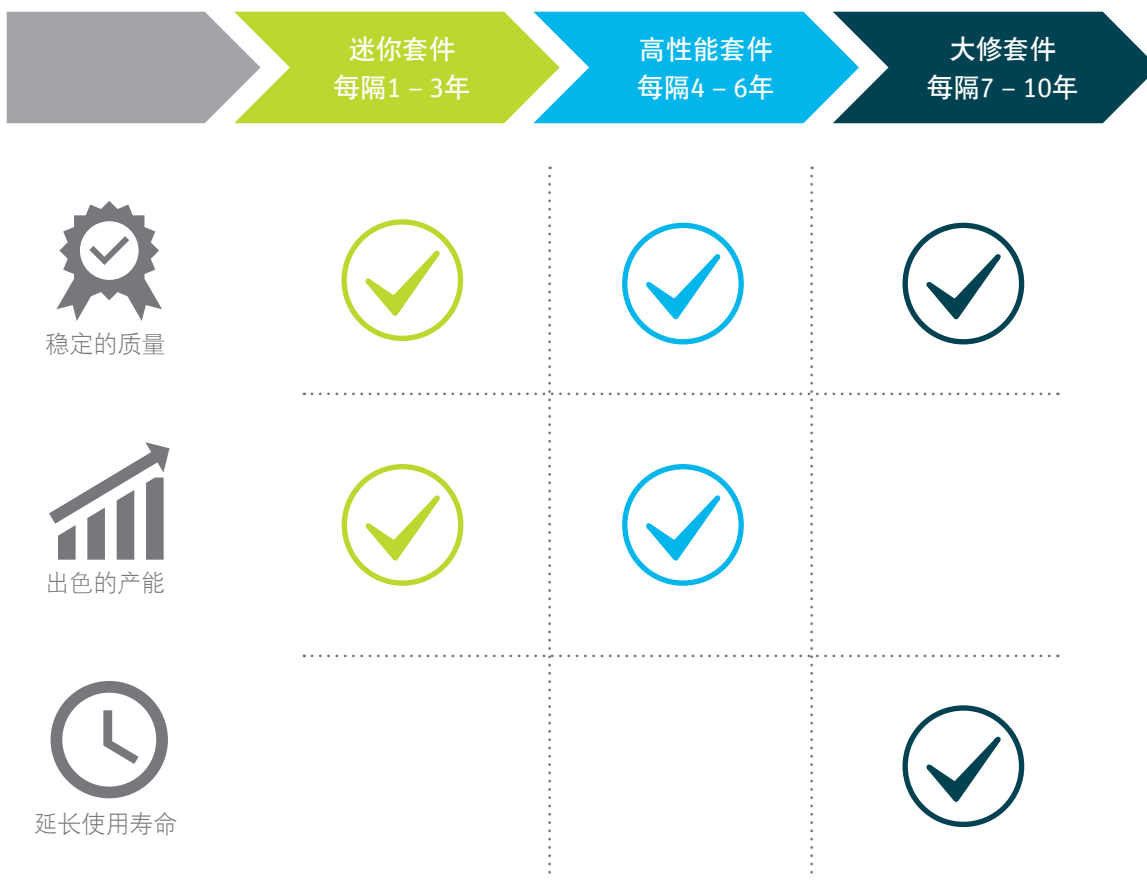 迷你套件
每隔1 – 3年
高性能套件
每隔4 – 6年
大修套件
每隔7 – 10年
稳定的质量
出色的产能
延长使用寿命